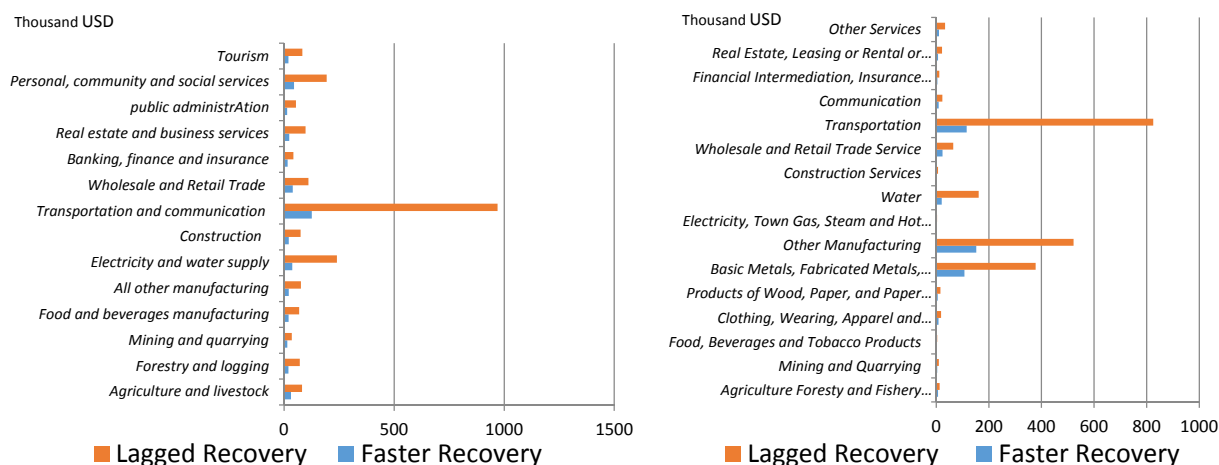 Thousand USD
Tourism
Personal, community and social services
public administrAtion
Real estate and business services
Banking, finance and insurance
Wholesale and Retail Trade
Transportation and communication
Construction
Electricity and water supply
All other manufacturing
Food and beverages manufacturing
Mining and quarrying
Forestry and logging
Agriculture and livestock
0 500 1000 1500
Lagged Recovery Faster Recovery
Thousand USD
Other Services
Real Estate, Leasing or Rental or...
Financial Intermediation, Insurance...
Communication
Transportation
Wholesale and Retail Trade Service
Construction Services
Water
Electricity, Town Gas, Steam and Hot...
Other Manufacturing
Basic Metals, Fabricated Metals,...
Products of Wood, Paper, and Paper...
Clothing, Wearing, Apparel and...
Food, Beverages and Tobacco Products
Mining and Quarrying
Agriculture Foresty and Fishery...
0 200 400 600 800 1000
Lagged Recovery Faster Recovery